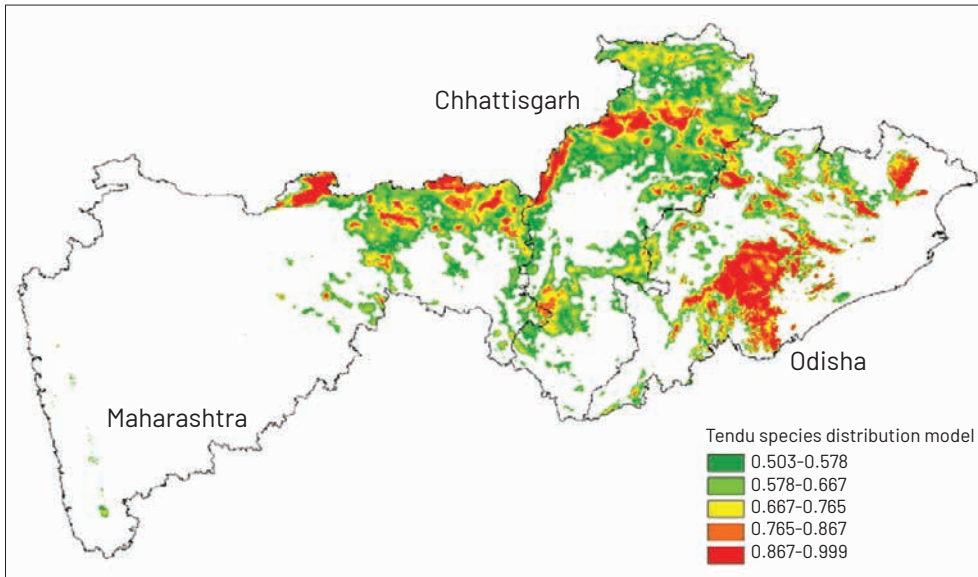 Chhattisgarh
Odisha
Maharashtra
Tendu species distribution model
0.503-0.578
0.578-0.667
0.667-0.765
0.765-0.867
0.867-0.999